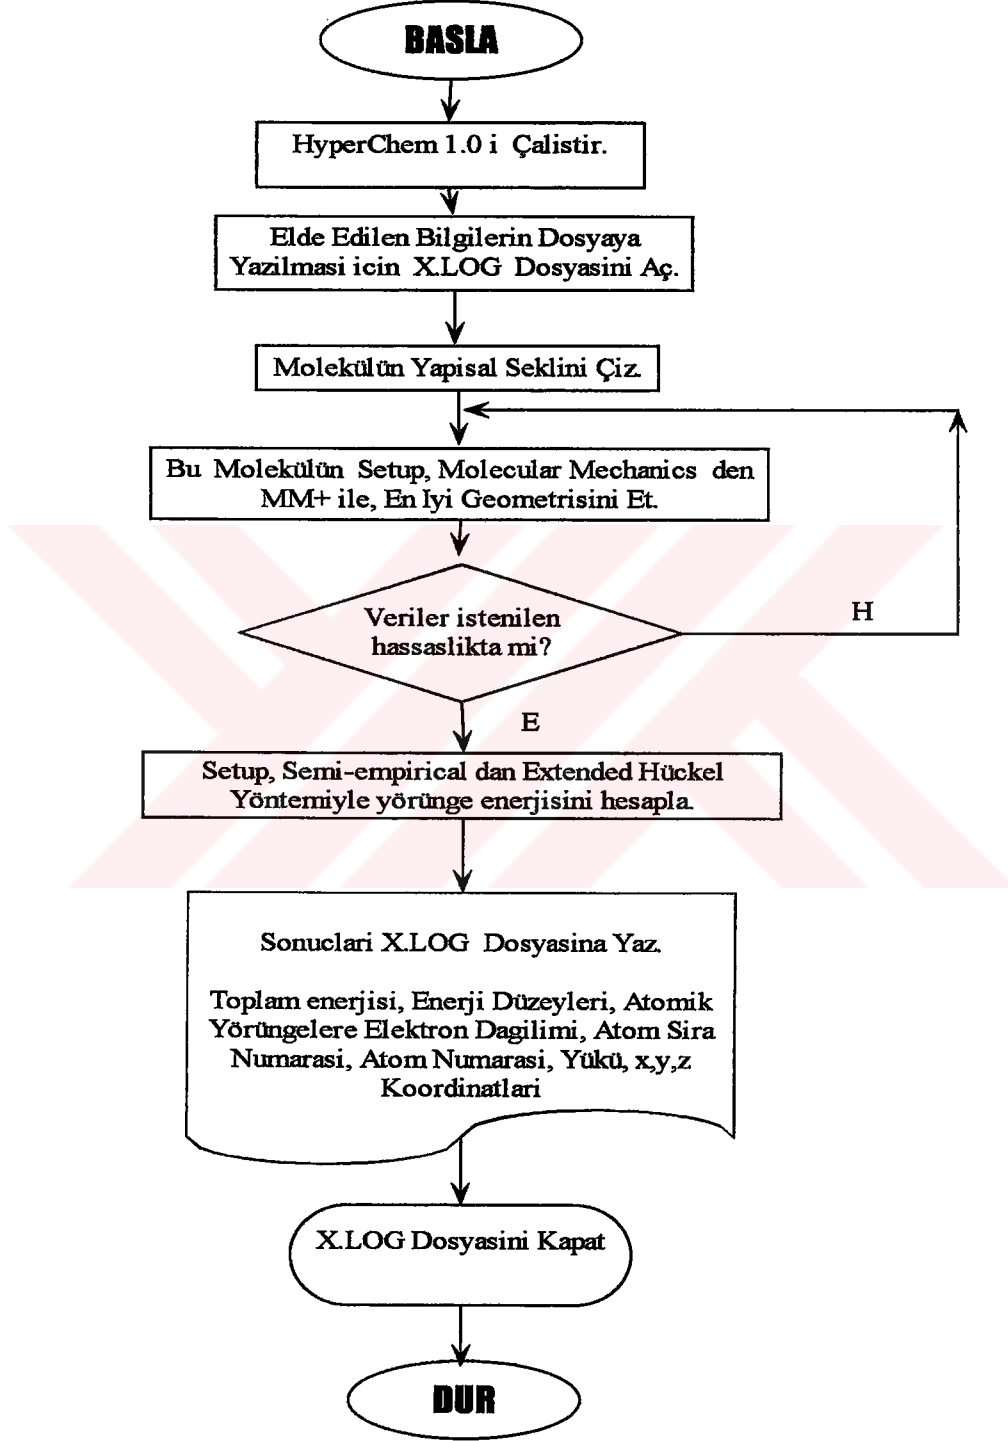 BASLA
HyperChem 1.0 i Çalistir.
Elde Edilen Bilgilerin Dosyaya
Yazilmasi icin X.LOG Dosyasini Aç.
Molekülün Yapisal Seklini Çiz.
Bu Molekülün Setup, Molecular Mechanics den
MM+ ile, En Iyi Geometrisini Et.
Veriler istenilen
hassaslikta mi?
H
E
Setup, Semi-empirical dan Extended Hückel
Yöntemiyle yörünge enerjisini hesapla.
Sonuclari X.LOG Dosyasina Yaz.
Toplam enerjisi, Enerji Düzeyleri, Atomik
Yörüngelere Elektron Dagilimi, Atom Sira
Numarasi, Atom Numarasi, Yükü, x,y,z
Koordinatlari
X.LOG Dosyasini Kapat
DUR